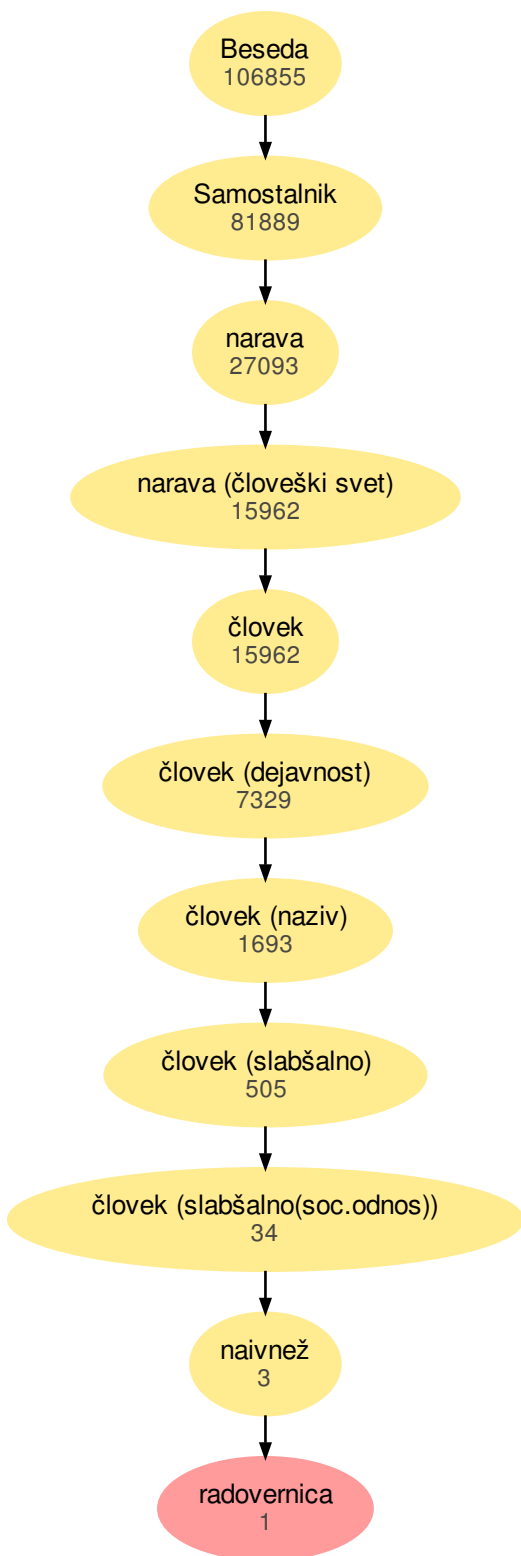 Beseda
106855
Samostalnik
81889
narava
27093
narava (človeški svet)
15962
človek
15962
človek (dejavnost)
7329
človek (naziv)
1693
človek (slabšalno)
505
človek (slabšalno(soc.odnos))
34
naivnež
3
radovernica
1